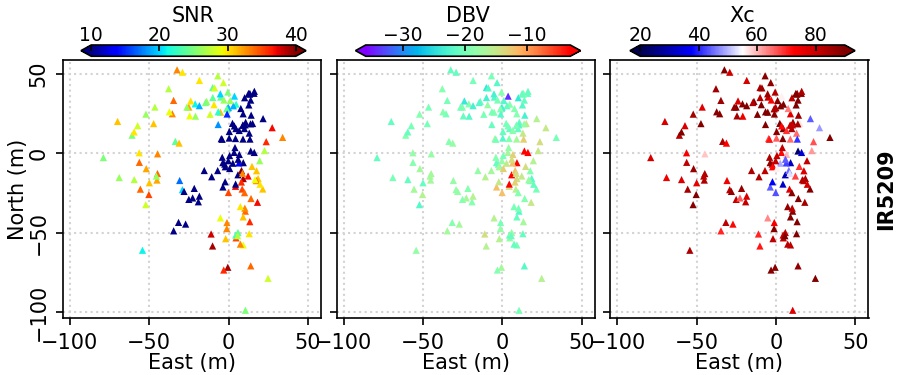 SNR DBV Xc
10 20 30 40 −30 −20 −10 20 40 60 80
50
0
−50
−100
North (m)
−100 −50 0 50 −100 −50 0 50 −100 −50 0 50
East (m) East (m) East (m)
IR5209